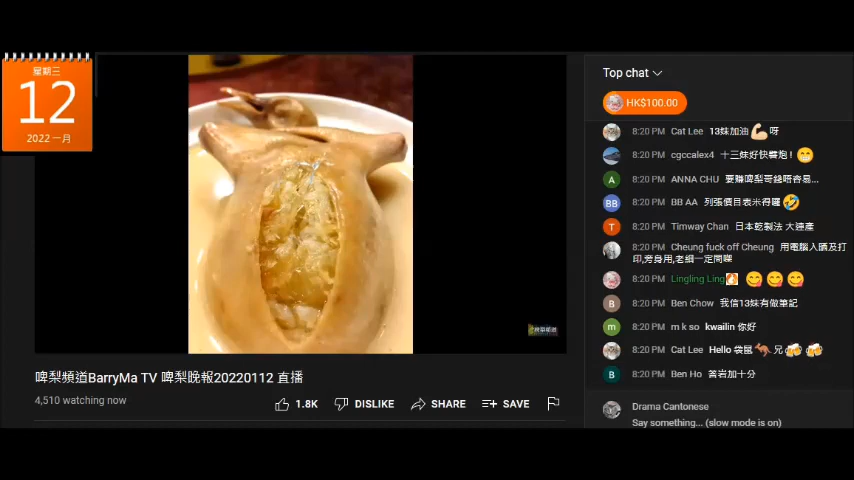 星期三
12
2022 一月
Top chat
HK$100.00
8:20 PM Cat Lee 13妹加油💪🏻呀
8:20 PM cgccalex4 十三妹好快變炮！😁
8:20 PM ANNA CHU 要賺啤梨哥錢唔容易...
8:20 PM BB AA 列張價目表米得囉🤣
8:20 PM Timway Chan 日本乾製法 大連產
8:20 PM Cheung fuck off Cheung 用電腦入頭及打
印,旁身用,老細一定問㗎
8:20 PM Lingling Ling 😋 😋 😋
8:20 PM Ben Chow 我信13妹有做筆記
8:20 PM m k so kwailin 你好
8:20 PM Cat Lee Hello 袋鼠🦘兄🍻🍻
8:20 PM Ben Ho 答岩加十分
啤梨頻道BarryMa TV 啤梨晚報20220112 直播
4,510 watching now
1.8K DISLIKE SHARE SAVE
Drama Cantonese
Say something... (slow mode is on)